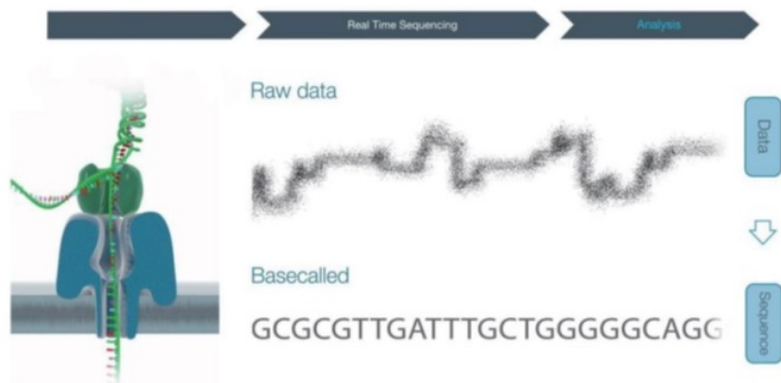 Real Time Sequencing
Analysis
Raw data
Data
Basecalled
GCGCGTTGATTTGCTGGGGGCAGG
Sequence